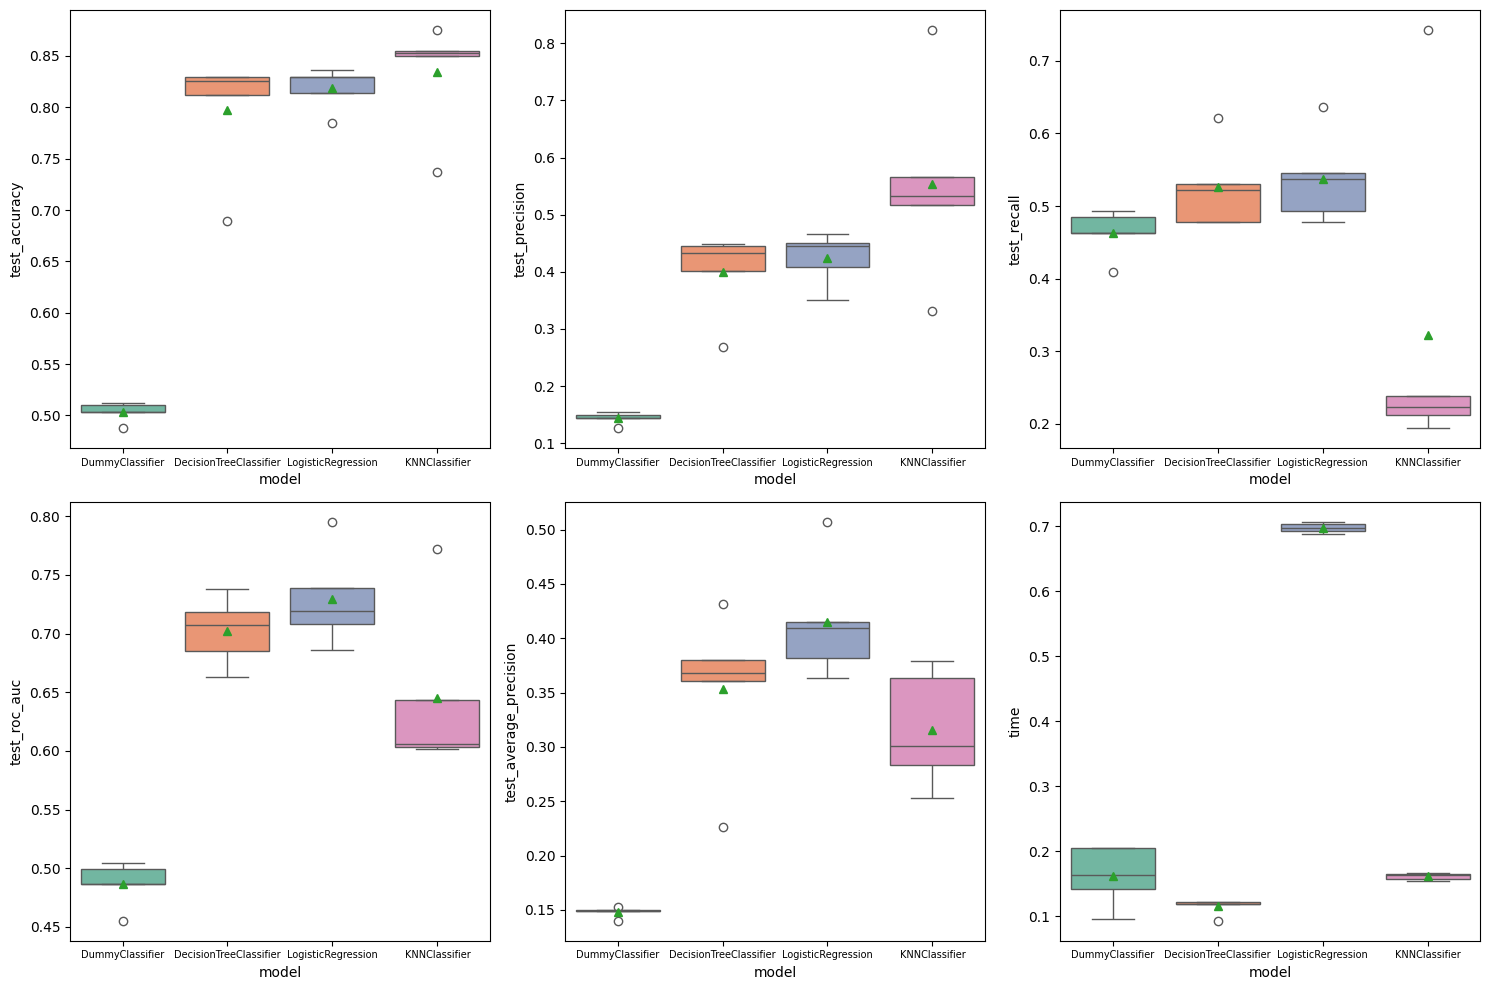 test_accuracy
0.85
0.80
0.75
0.70
0.65
0.60
0.55
0.50
DummyClassifier DecisionTreeClassifier LogisticRegression KNNClassifier
model
test_precision
0.8
0.7
0.6
0.5
0.4
0.3
0.2
0.1
DummyClassifier DecisionTreeClassifier LogisticRegression KNNClassifier
model
test_recall
0.7
0.6
0.5
0.4
0.3
0.2
DummyClassifier DecisionTreeClassifier LogisticRegression KNNClassifier
model
test_roc_auc
0.80
0.75
0.70
0.65
0.60
0.55
0.50
0.45
DummyClassifier DecisionTreeClassifier LogisticRegression KNNClassifier
model
test_average_precision
0.50
0.45
0.40
0.35
0.30
0.25
0.20
0.15
DummyClassifier DecisionTreeClassifier LogisticRegression KNNClassifier
model
time
0.7
0.6
0.5
0.4
0.3
0.2
0.1
DummyClassifier DecisionTreeClassifier LogisticRegression KNNClassifier
model